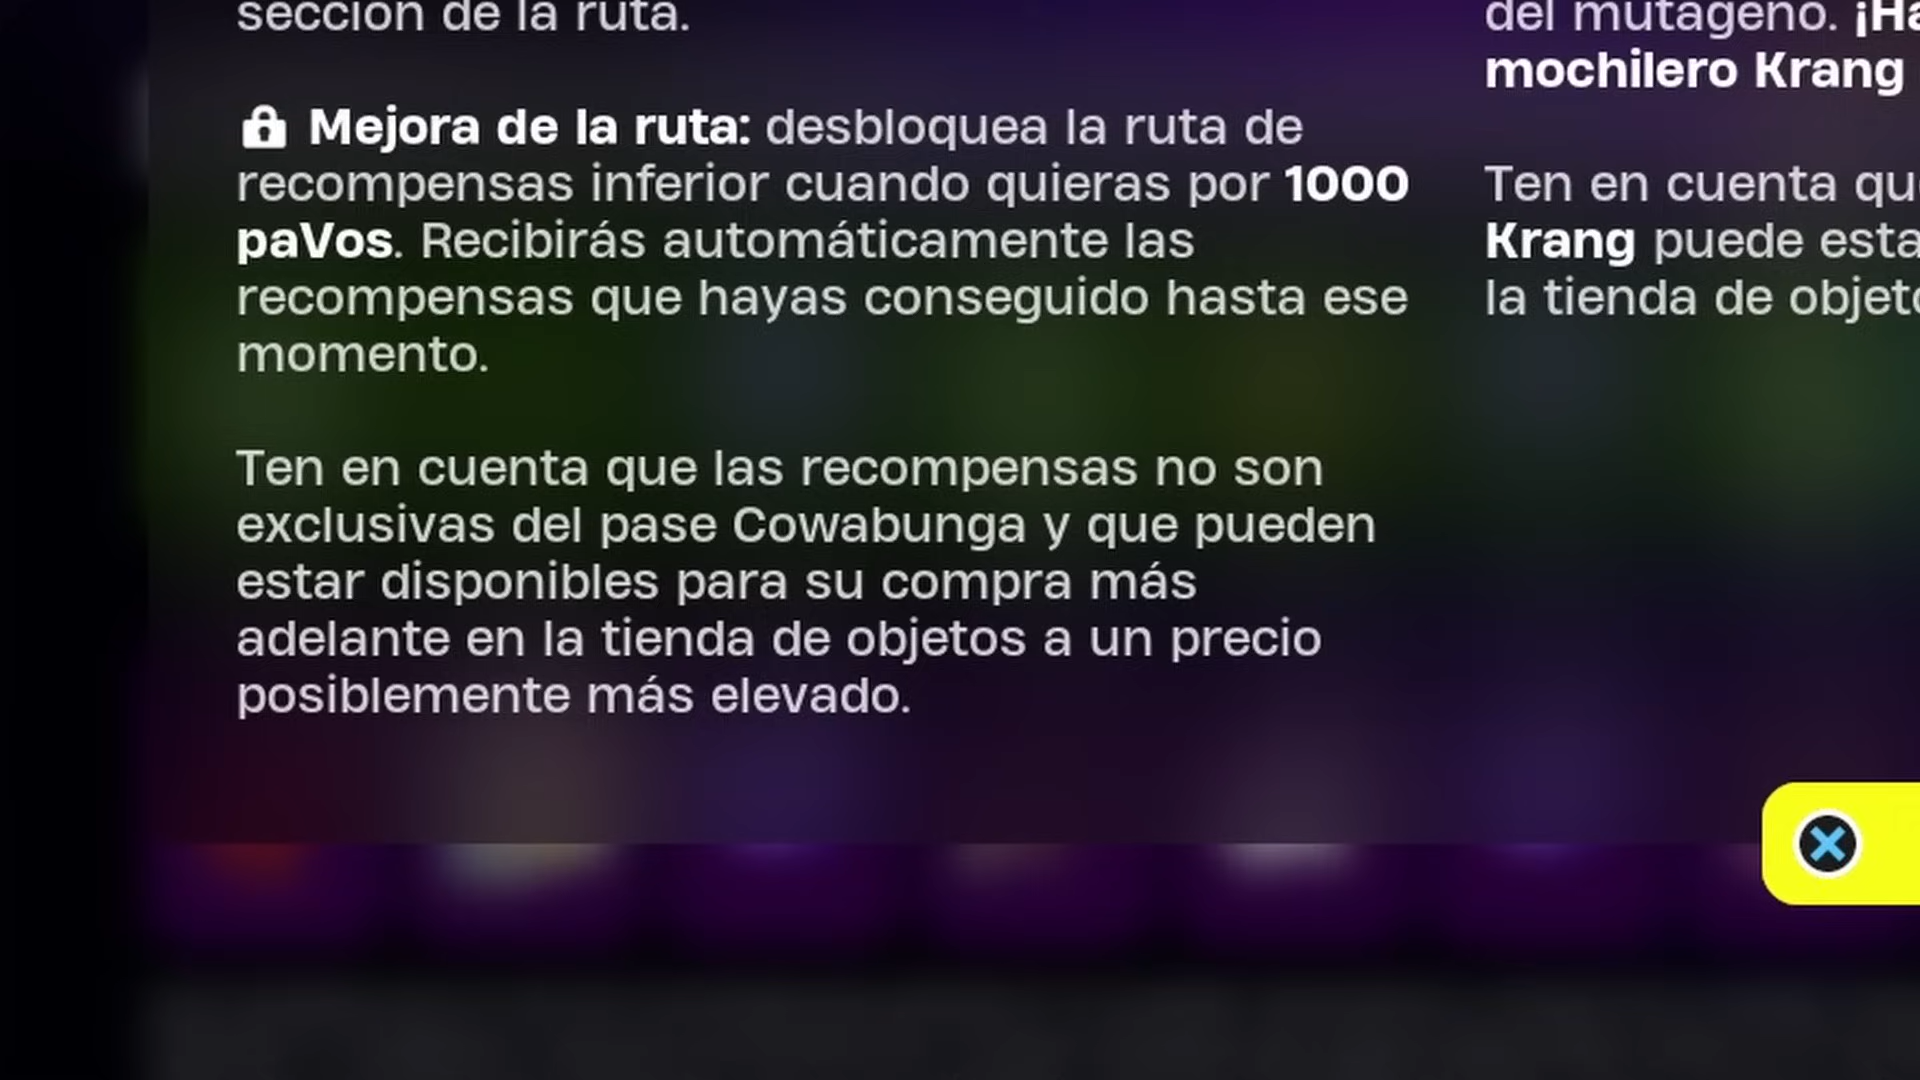 sección de la ruta.
Mejora de la ruta: desbloquea la ruta de
recompensas inferior cuando quieras por 1000
paVos. Recibirás automáticamente las
recompensas que hayas conseguido hasta ese
momento.
Ten en cuenta que las recompensas no son
exclusivas del pase Cowabunga y que pueden
estar disponibles para su compra más
adelante en la tienda de objetos a un precio
posiblemente más elevado.
del mutágeno.
mochilero Krang
Ten en cuenta
Krang puede
la tienda de